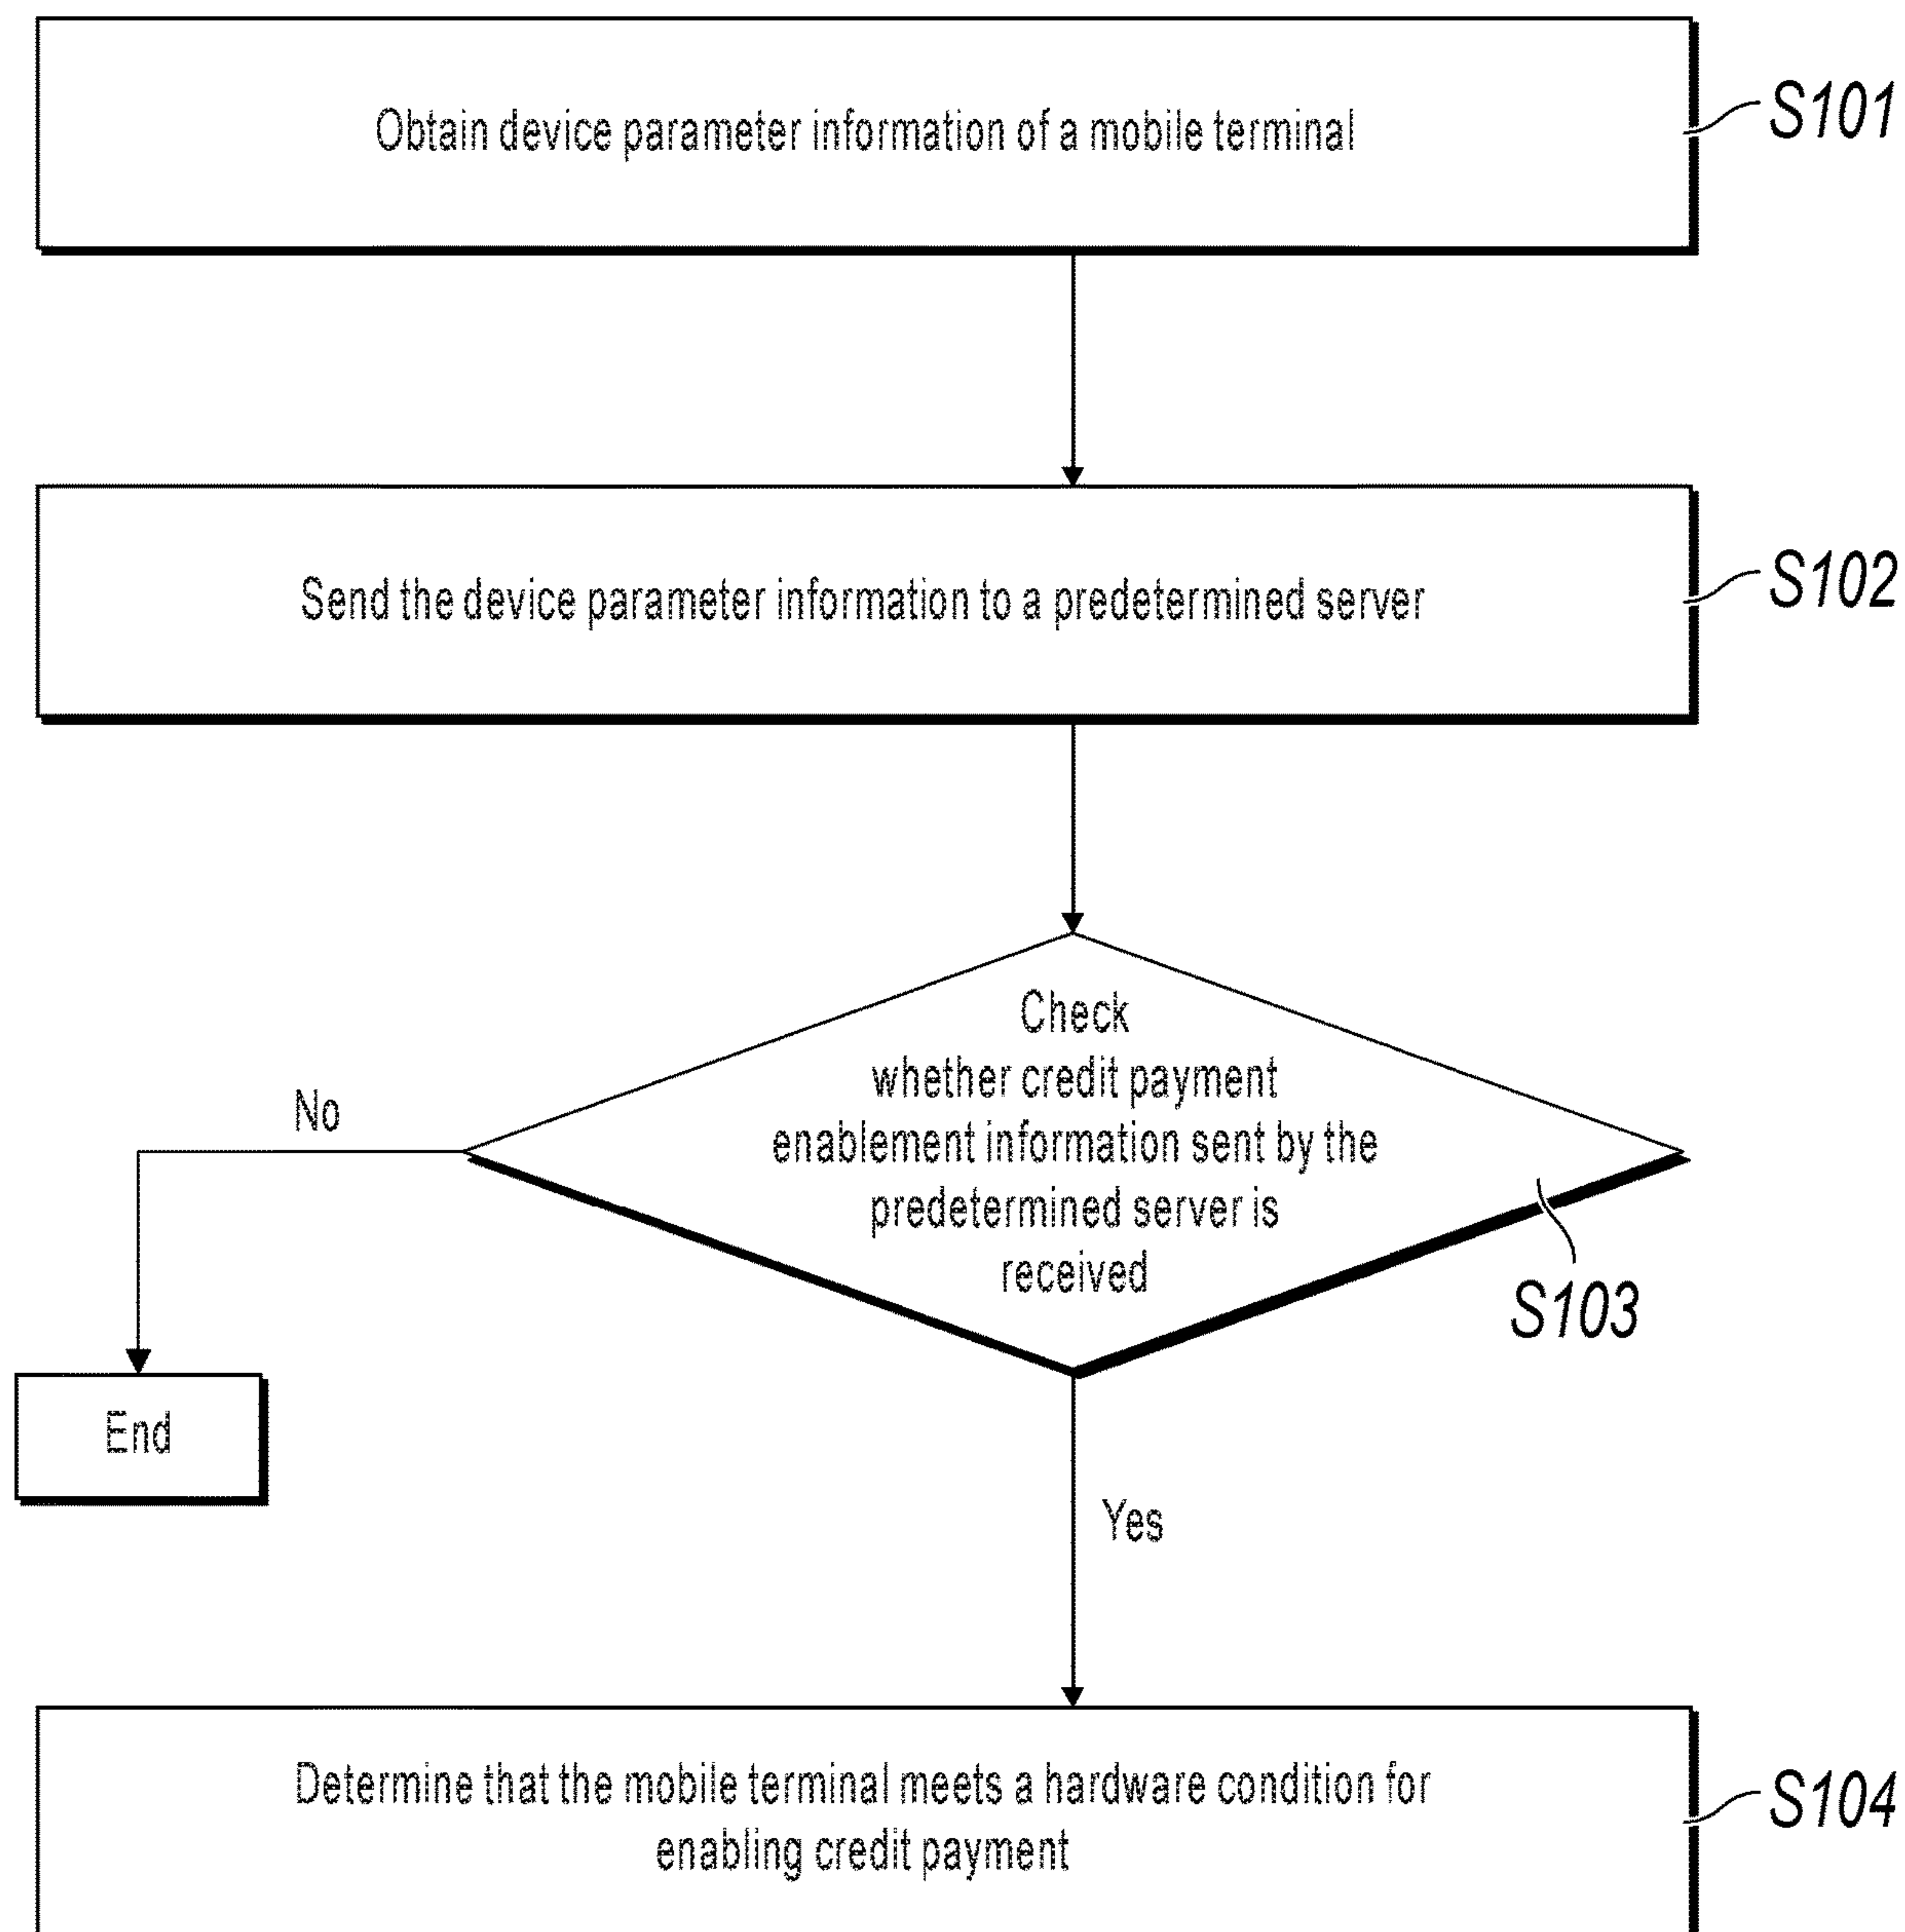 Obtain device parameter information of a mobile terminal
S101
Send the device parameter information to a predetermined server
S102
Check
whether credit payment
enablement information sent by the
predetermined server is
received
S103
No
End
Yes
Determine that the mobile terminal meets a hardware condition for
enabling credit payment
S104